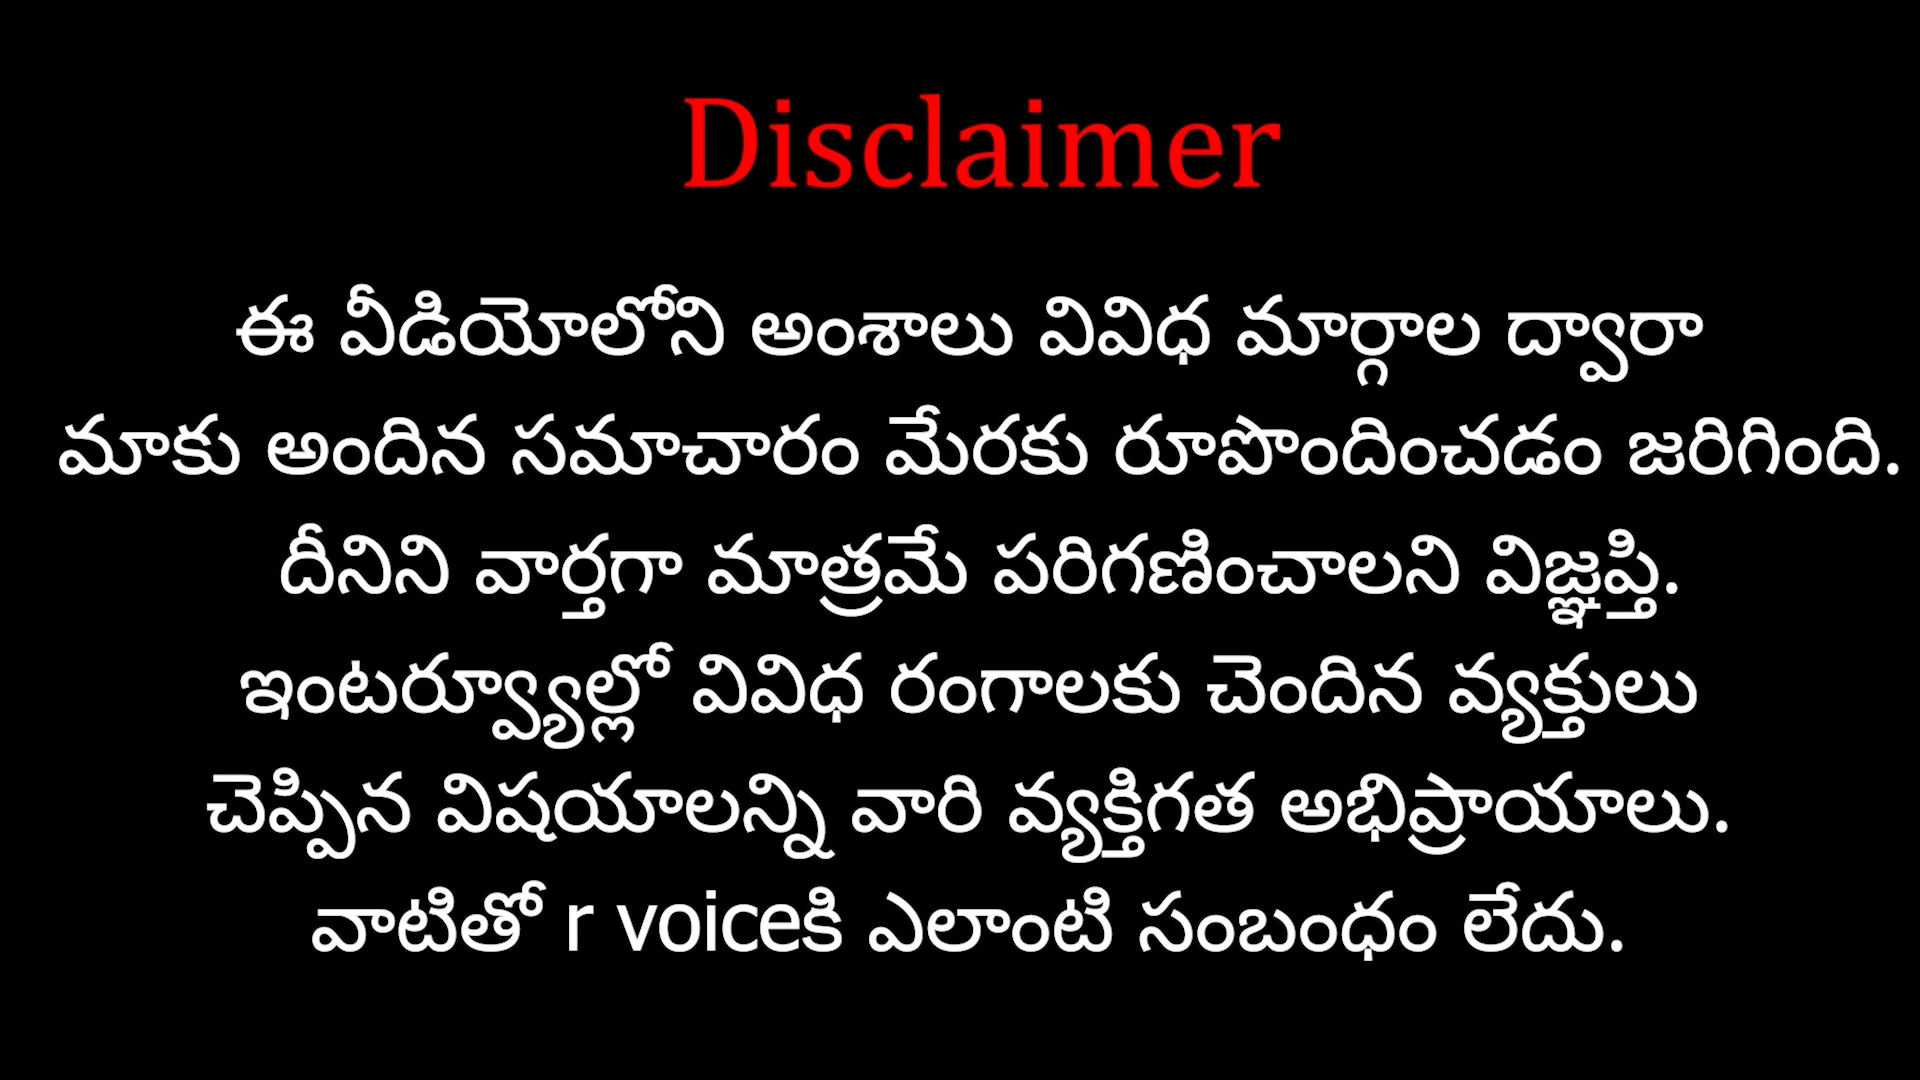 Disclaimer
ఈ వీడియోలోని అంశాలు వివిధ మార్గాల ద్వారా
మాకు అందిన సమాచారం మేరకు రూపొందించడం జరిగింది.
దీనిని వార్తగా మాత్రమే పరిగణించాలని విజ్ఞప్తి.
ఇంటర్వ్యూల్లో వివిధ రంగాలకు చెందిన వ్యక్తులు
చెప్పిన విషయాలన్ని వారి వ్యక్తిగత అభిప్రాయాలు.
వాటితో r voiceకి ఎలాంటి సంబంధం లేదు.